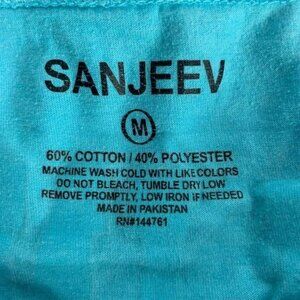 SANJEEV
M
60% COTTON / 40% POLYESTER
MACHINE WASH COLD WITH LIKE COLORS
DO NOT BLEACH, TUMBLE DRY LOW
REMOVE PROMPTLY, LOW IRON IF NEEDED
MADE IN PAKISTAN
RN#144761